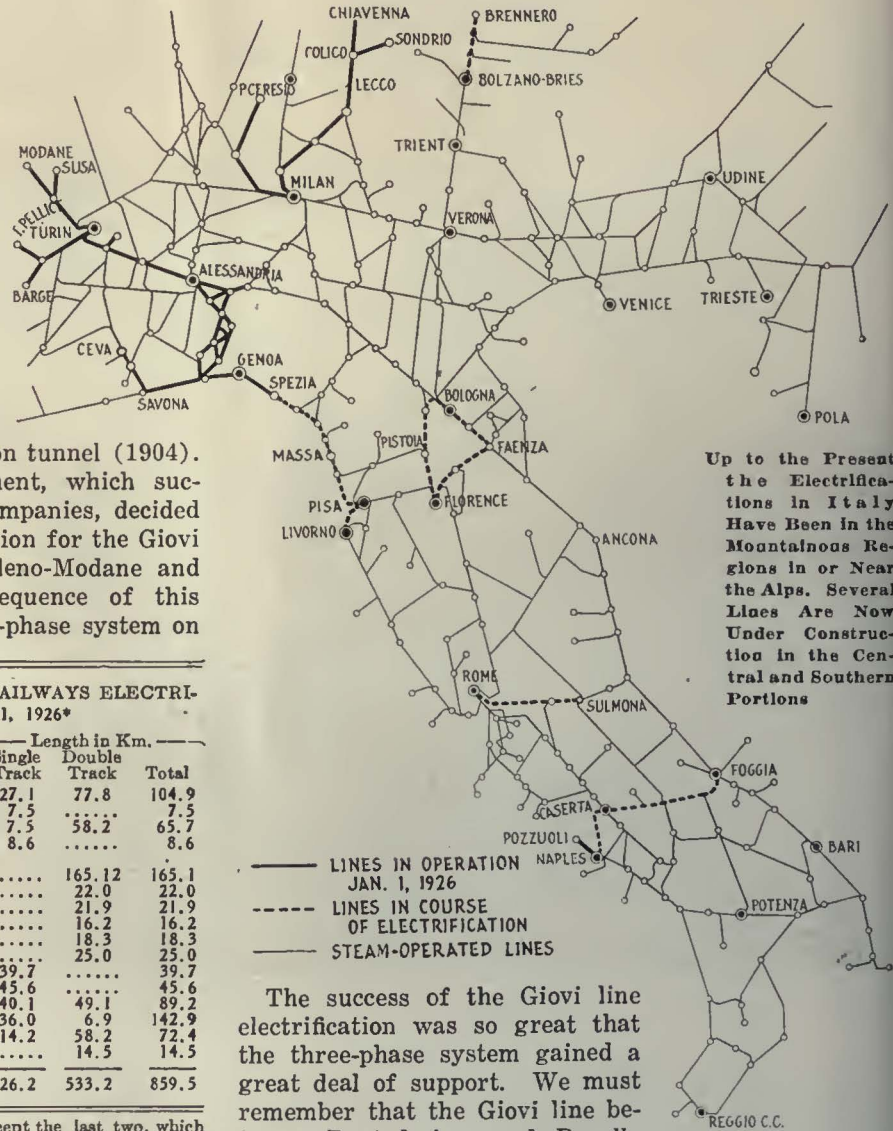 CHIAVENNA
BRENNERO
COLICO
SONDRIO
PCERESIO
LECCO
BOLZANO-BRIES
MODANE
SUSA
TRIENT
MILAN
UDINE
T.PELLICE
TURIN
VERONA
ALESSANDRIA
BARGE
VENICE
TRIESTE
CEVA
GENOA
SPEZIA
SAVONA
BOLOGNA
POLA
MASSA
PISTOIA
FAENZA
PISA
FLORENCE
LIVORNO
ANCONA
ROME
SULMONA
FOGGIA
CASERTA
POZZUOLI
NAPLES
BARI
POTENZA
REGGIO C.C.
LINES IN OPERATION
JAN. 1, 1926
LINES IN COURSE
OF ELECTRIFICATION
STEAM-OPERATED LINES
Up to the Present
the Electrifica-
tions in Italy
Have Been in the
Mountainous Re-
gions in or Near
the Alps. Several
Lines Are Now
Under Construc-
tion in the Cen-
tral and Southern
Portions
on tunnel (1904).
ment, which suc-
mpanies, decided
ion for the Giovi
leno-Modane and
equence of this
-phase system on
AILWAYS ELECTRI-
1, 1926*
Length in Km.
Single Double
Track Track Total
27.1 77.8 104.9
7.5 ...... 7.5
7.5 58.2 65.7
8.6 ...... 8.6
..... 165.12 165.1
..... 22.0 22.0
..... 21.9 21.9
..... 16.2 16.2
..... 18.3 18.3
..... 25.0 25.0
39.7 ...... 39.7
45.6 ...... 45.6
40.1 49.1 89.2
36.0 6.9 142.9
14.2 58.2 72.4
..... 14.5 14.5
26.2 533.2 859.5
cept the last two, which
The success of the Giovi line
electrification was so great that
the three-phase system gained a
great deal of support. We must
remember that the Giovi line be-